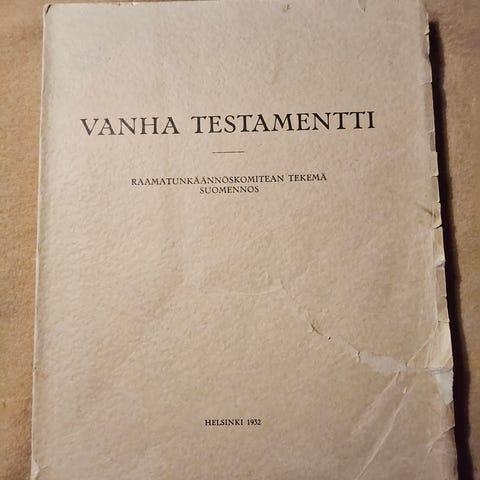 VANHA TESTAMENTTI
RAAMATUNKÄÄNNÖSKOMITEAN TEKEMÄ
SUOMENNOS
HELSINKI 1932